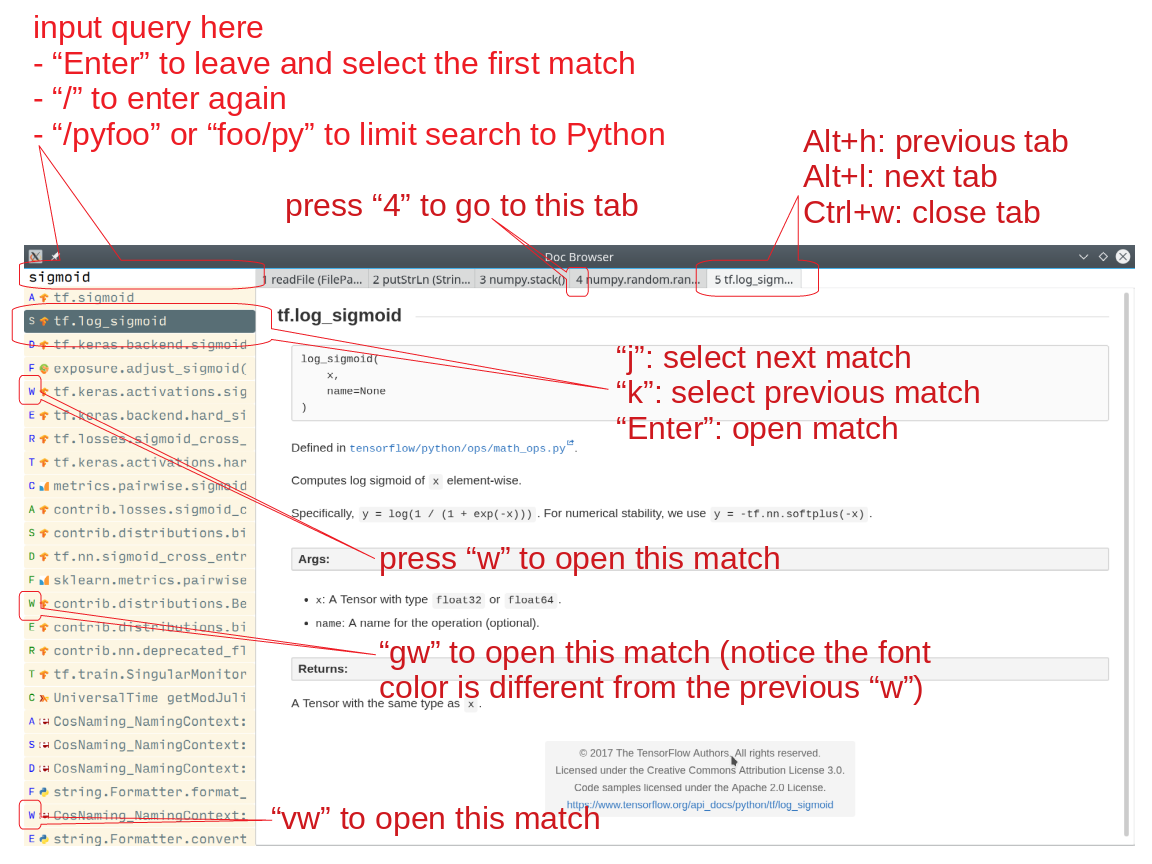 input query here
- “Enter” to leave and select the first match
- “/” to enter again
- “/pyfoo” or “foo/py” to limit search to Python
Alt+h: previous tab
Alt+l: next tab
Ctrl+w: close tab
press “4” to go to this tab
Doc Browser
sigmoid
1 readFile (FilePa...
2 putStrLn (Strin...
3 numpy.stack()
4 numpy.random.ran...
5 tf.log_sigm...
A tf.sigmoid
S tf.log_sigmoid
D tf.keras.backend.sigmoid
F exposure.adjust_sigmoid(
W tf.keras.activations.sig
E tf.keras.backend.hard_si
R tf.losses.sigmoid_cross_
T tf.keras.activations.har
C metrics.pairwise.sigmoid
A contrib.losses.sigmoid_c
S contrib.distributions.bi
D tf.nn.sigmoid_cross_entr
F sklearn.metrics.pairwise
W contrib.distributions.Be
E contrib.distributions.bi
R contrib.nn.deprecated_fl
T tf.train.SingularMonitor
C UniversalTime getModJuli
A CosNaming_NamingContext:
S CosNaming_NamingContext:
D CosNaming_NamingContext:
F string.Formatter.format_
W CosNaming_NamingContext:
E string.Formatter.convert
tf.log_sigmoid
log_sigmoid(
x,
name=None
)
“j”: select next match
“k”: select previous match
“Enter”: open match
Defined in tensorflow/python/ops/math_ops.py.
Computes log sigmoid of x element-wise.
Specifically, y = log(1 / (1 + exp(-x))). For numerical stability, we use y = -tf.nn.softplus(-x).
press “w” to open this match
Args:
• x: A Tensor with type float32 or float64.
• name: A name for the operation (optional).
“gw” to open this match (notice the font
color is different from the previous “w”)
Returns:
A Tensor with the same type as x.
© 2017 The TensorFlow Authors. All rights reserved.
Licensed under the Creative Commons Attribution License 3.0.
Code samples licensed under the Apache 2.0 License.
https://www.tensorflow.org/api_docs/python/tf/log_sigmoid
“vw” to open this match